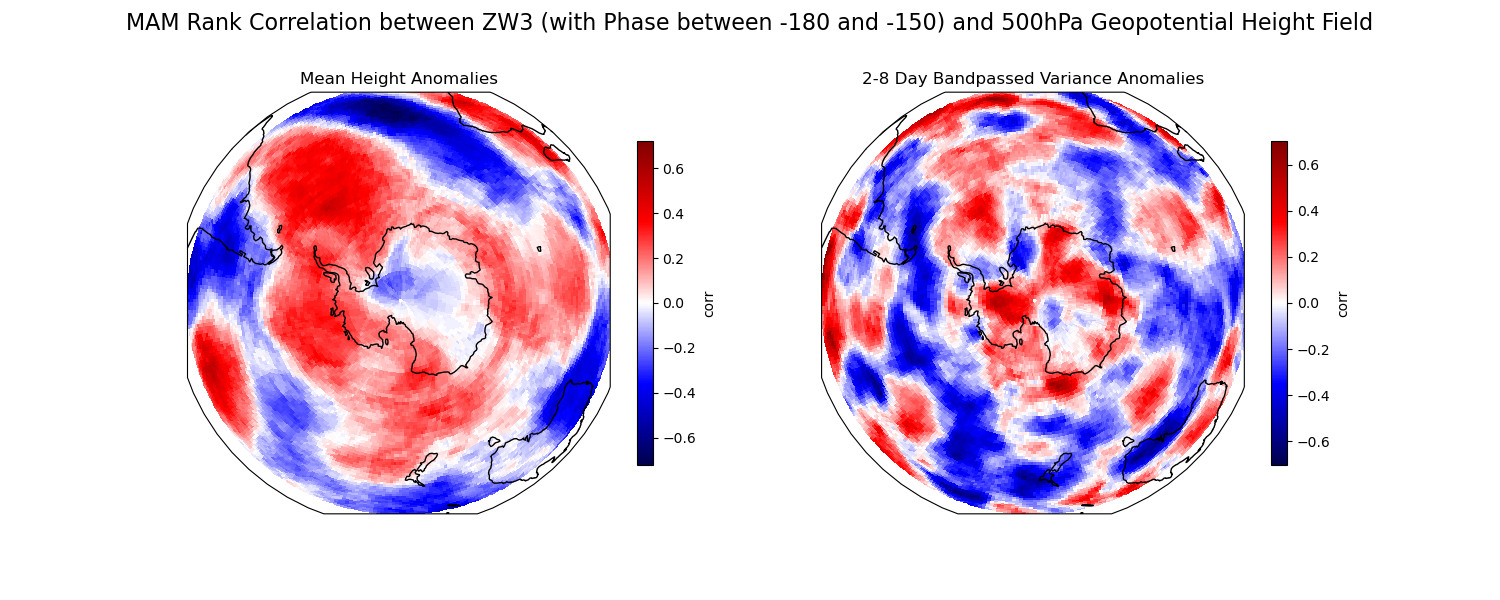 MAM Rank Correlation between ZW3 (with Phase between -180 and -150) and 500hPa Geopotential Height Field
Mean Height Anomalies
2-8 Day Bandpassed Variance Anomalies
0.6
0.4
0.2
0.0
−0.2
−0.4
−0.6
corr
0.6
0.4
0.2
0.0
−0.2
−0.4
−0.6
corr